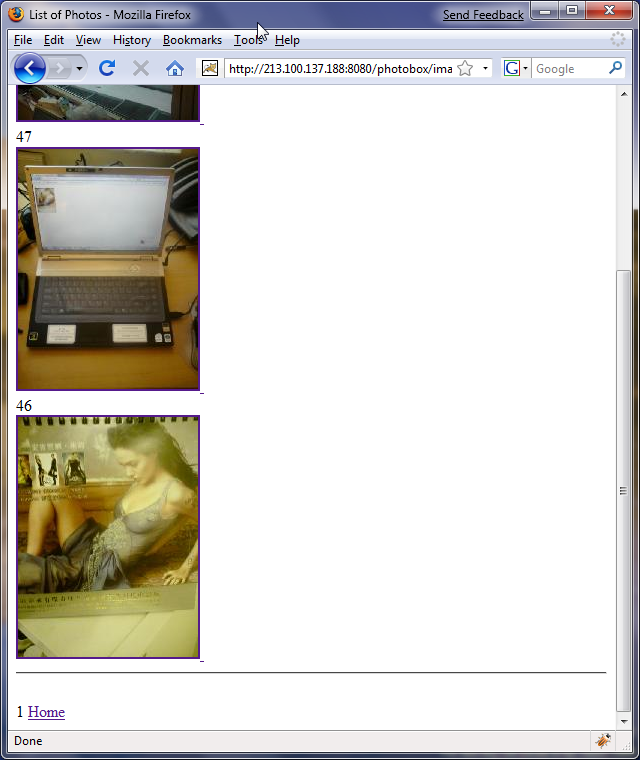 List of Photos - Mozilla Firefox
Send Feedback
File Edit View History Bookmarks Tools Help
http://213.100.137.188:8080/photobox/ima
G Google
47
46
1 Home
Done